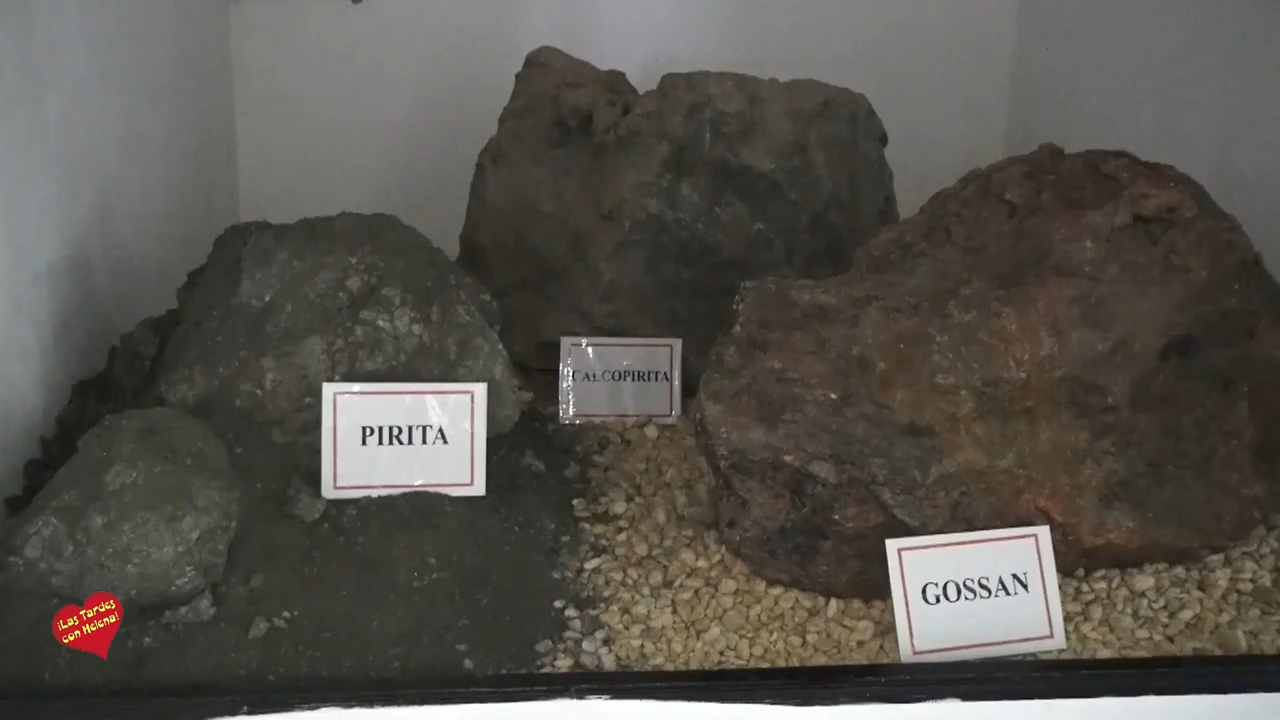 CALCOPIRITA
PIRITA
GOSSAN
¡Las Tardes
con Helena!